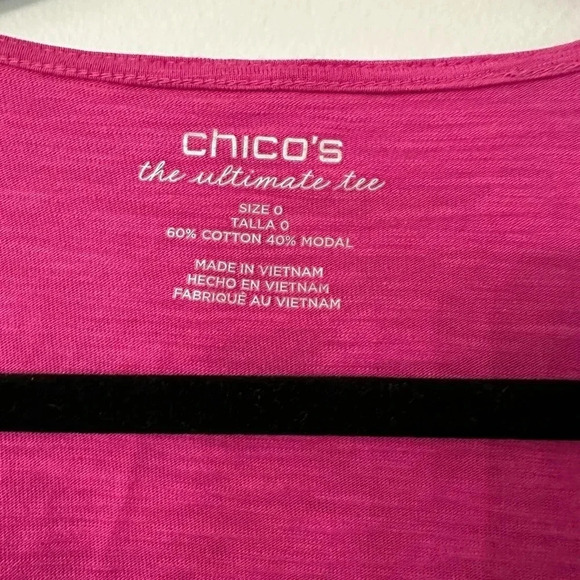 chico's
the ultimate tee
SIZE 0
TALLA 0
60% COTTON 40% MODAL
MADE IN VIETNAM
HECHO EN VIETNAM
FABRIQUÉ AU VIETNAM